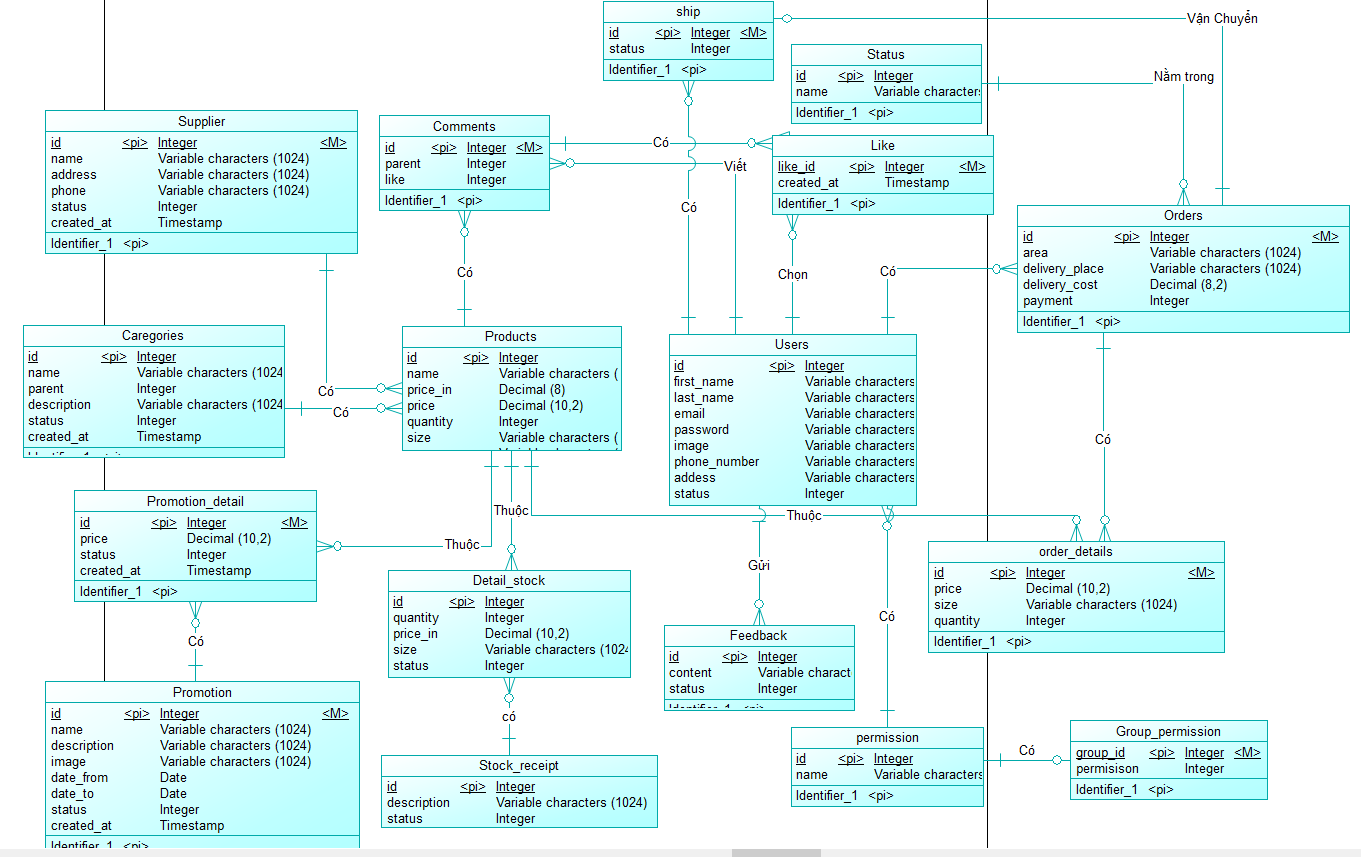 ship
id <pi> Integer <M>
status Integer
Identifier_1 <pi>
Vận Chuyển
Status
id <pi> Integer
name Variable characters
Identifier_1 <pi>
Nằm trong
Supplier
id <pi> Integer <M>
name Variable characters (1024)
address Variable characters (1024)
phone Variable characters (1024)
status Integer
created_at Timestamp
Identifier_1 <pi>
Comments
id <pi> Integer <M>
parent Integer
like Integer
Identifier_1 <pi>
Có
Viết
Like
like_id <pi> Integer <M>
created_at Timestamp
Identifier_1 <pi>
Có
Orders
id <pi> Integer <M>
area Variable characters (1024)
delivery_place Variable characters (1024)
delivery_cost Decimal (8,2)
payment Integer
Identifier_1 <pi>
Có
Chọn
Có
Caregories
id <pi> Integer
name Variable characters (1024
parent Integer
description Variable characters (1024
status Integer
created_at Timestamp
Identifier_1 <pi>
Có
Có
Products
id <pi> Integer
name Variable characters (
price_in Decimal (8)
price Decimal (10,2)
quantity Integer
size Variable characters (
Users
id <pi> Integer
first_name Variable characters
last_name Variable characters
email Variable characters
password Variable characters
image Variable characters
phone_number Variable characters
addess Variable characters
status Integer
Có
Promotion_detail
id <pi> Integer <M>
price Decimal (10,2)
status Integer
created_at Timestamp
Identifier_1 <pi>
Thuộc
Thuộc
Thuộc
Detail_stock
id <pi> Integer
quantity Integer
price_in Decimal (10,2)
size Variable characters (1024
status Integer
Gửi
order_details
id <pi> Integer <M>
price Decimal (10,2)
size Variable characters (1024)
quantity Integer
Identifier_1 <pi>
Có
Feedback
id <pi> Integer
content Variable charact
status Integer
Identifier_1 <pi>
Có
Promotion
id <pi> Integer <M>
name Variable characters (1024)
description Variable characters (1024)
image Variable characters (1024)
date_from Date
date_to Date
status Integer
created_at Timestamp
Identifier_1 <pi>
có
Stock_receipt
id <pi> Integer
description Variable characters (1024)
status Integer
permission
id <pi> Integer
name Variable characters
Identifier_1 <pi>
Có
Group_permission
group_id <pi> Integer <M>
permisison Integer
Identifier_1 <pi>